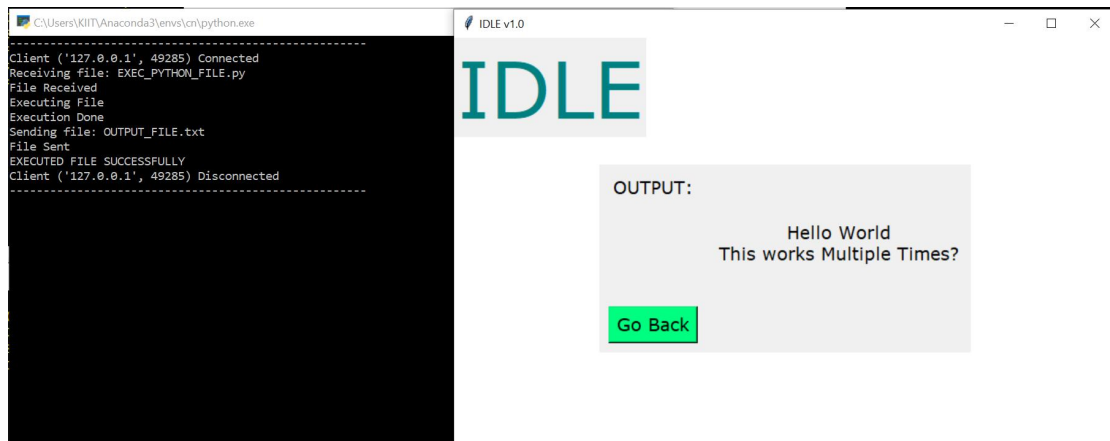 C:\Users\KIIT\Anaconda3\envs\cn\python.exe
-----------------------------------------------------
Client ('127.0.0.1', 49285) Connected
Receiving file: EXEC_PYTHON_FILE.py
File Received
Executing File
Execution Done
Sending file: OUTPUT_FILE.txt
File Sent
EXECUTED FILE SUCCESSFULLY
Client ('127.0.0.1', 49285) Disconnected
-----------------------------------------------------
IDLE v1.0
IDLE
OUTPUT:
Hello World
This works Multiple Times?
Go Back